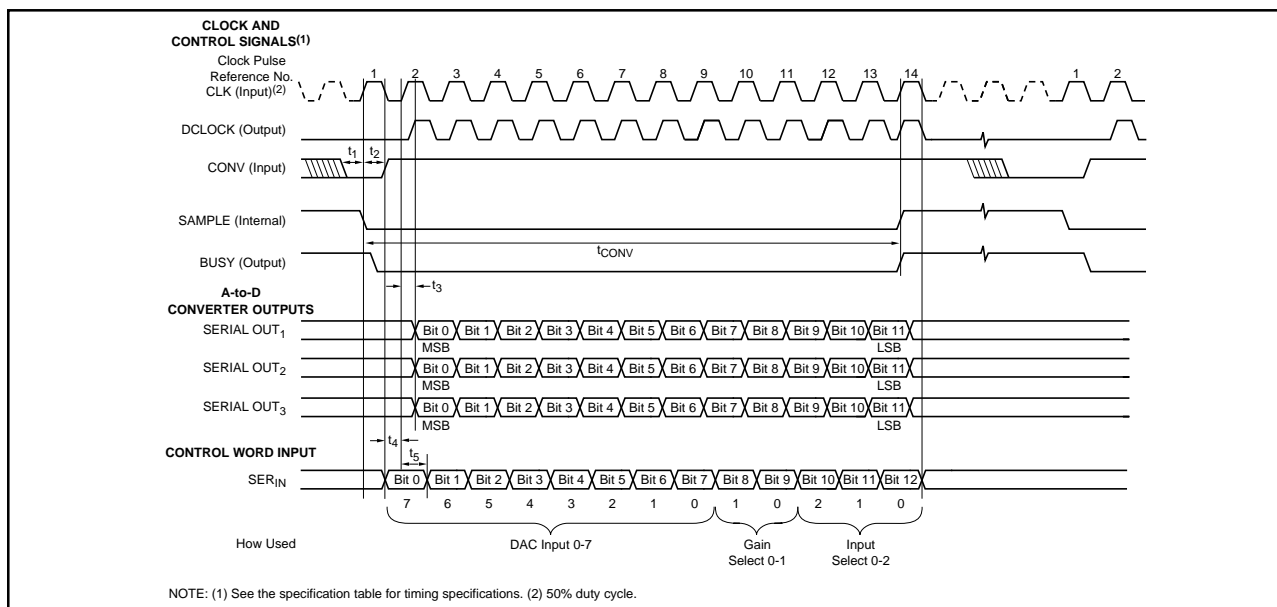 CLOCK AND
CONTROL SIGNALS(1)
Clock Pulse
Reference No.
1 2 3 4 5 6 7 8 9 10 11 12 13 14 1 2
CLK (Input)(2)
DCLOCK (Output)
t1 t2
CONV (Input)
SAMPLE (Internal)
tCONV
BUSY (Output)
t3
A-to-D
CONVERTER OUTPUTS
SERIAL OUT1 Bit 0 Bit 1 Bit 2 Bit 3 Bit 4 Bit 5 Bit 6 Bit 7 Bit 8 Bit 9 Bit 10 Bit 11
MSB LSB
SERIAL OUT2 Bit 0 Bit 1 Bit 2 Bit 3 Bit 4 Bit 5 Bit 6 Bit 7 Bit 8 Bit 9 Bit 10 Bit 11
MSB LSB
SERIAL OUT3 Bit 0 Bit 1 Bit 2 Bit 3 Bit 4 Bit 5 Bit 6 Bit 7 Bit 8 Bit 9 Bit 10 Bit 11
MSB LSB
t4
CONTROL WORD INPUT
t5
SERIN Bit 0 Bit 1 Bit 2 Bit 3 Bit 4 Bit 5 Bit 6 Bit 7 Bit 8 Bit 9 Bit 10 Bit 11 Bit 12
7 6 5 4 3 2 1 0 1 0 2 1 0
How Used DAC Input 0-7 Gain Input
Select 0-1 Select 0-2
NOTE: (1) See the specification table for timing specifications. (2) 50% duty cycle.